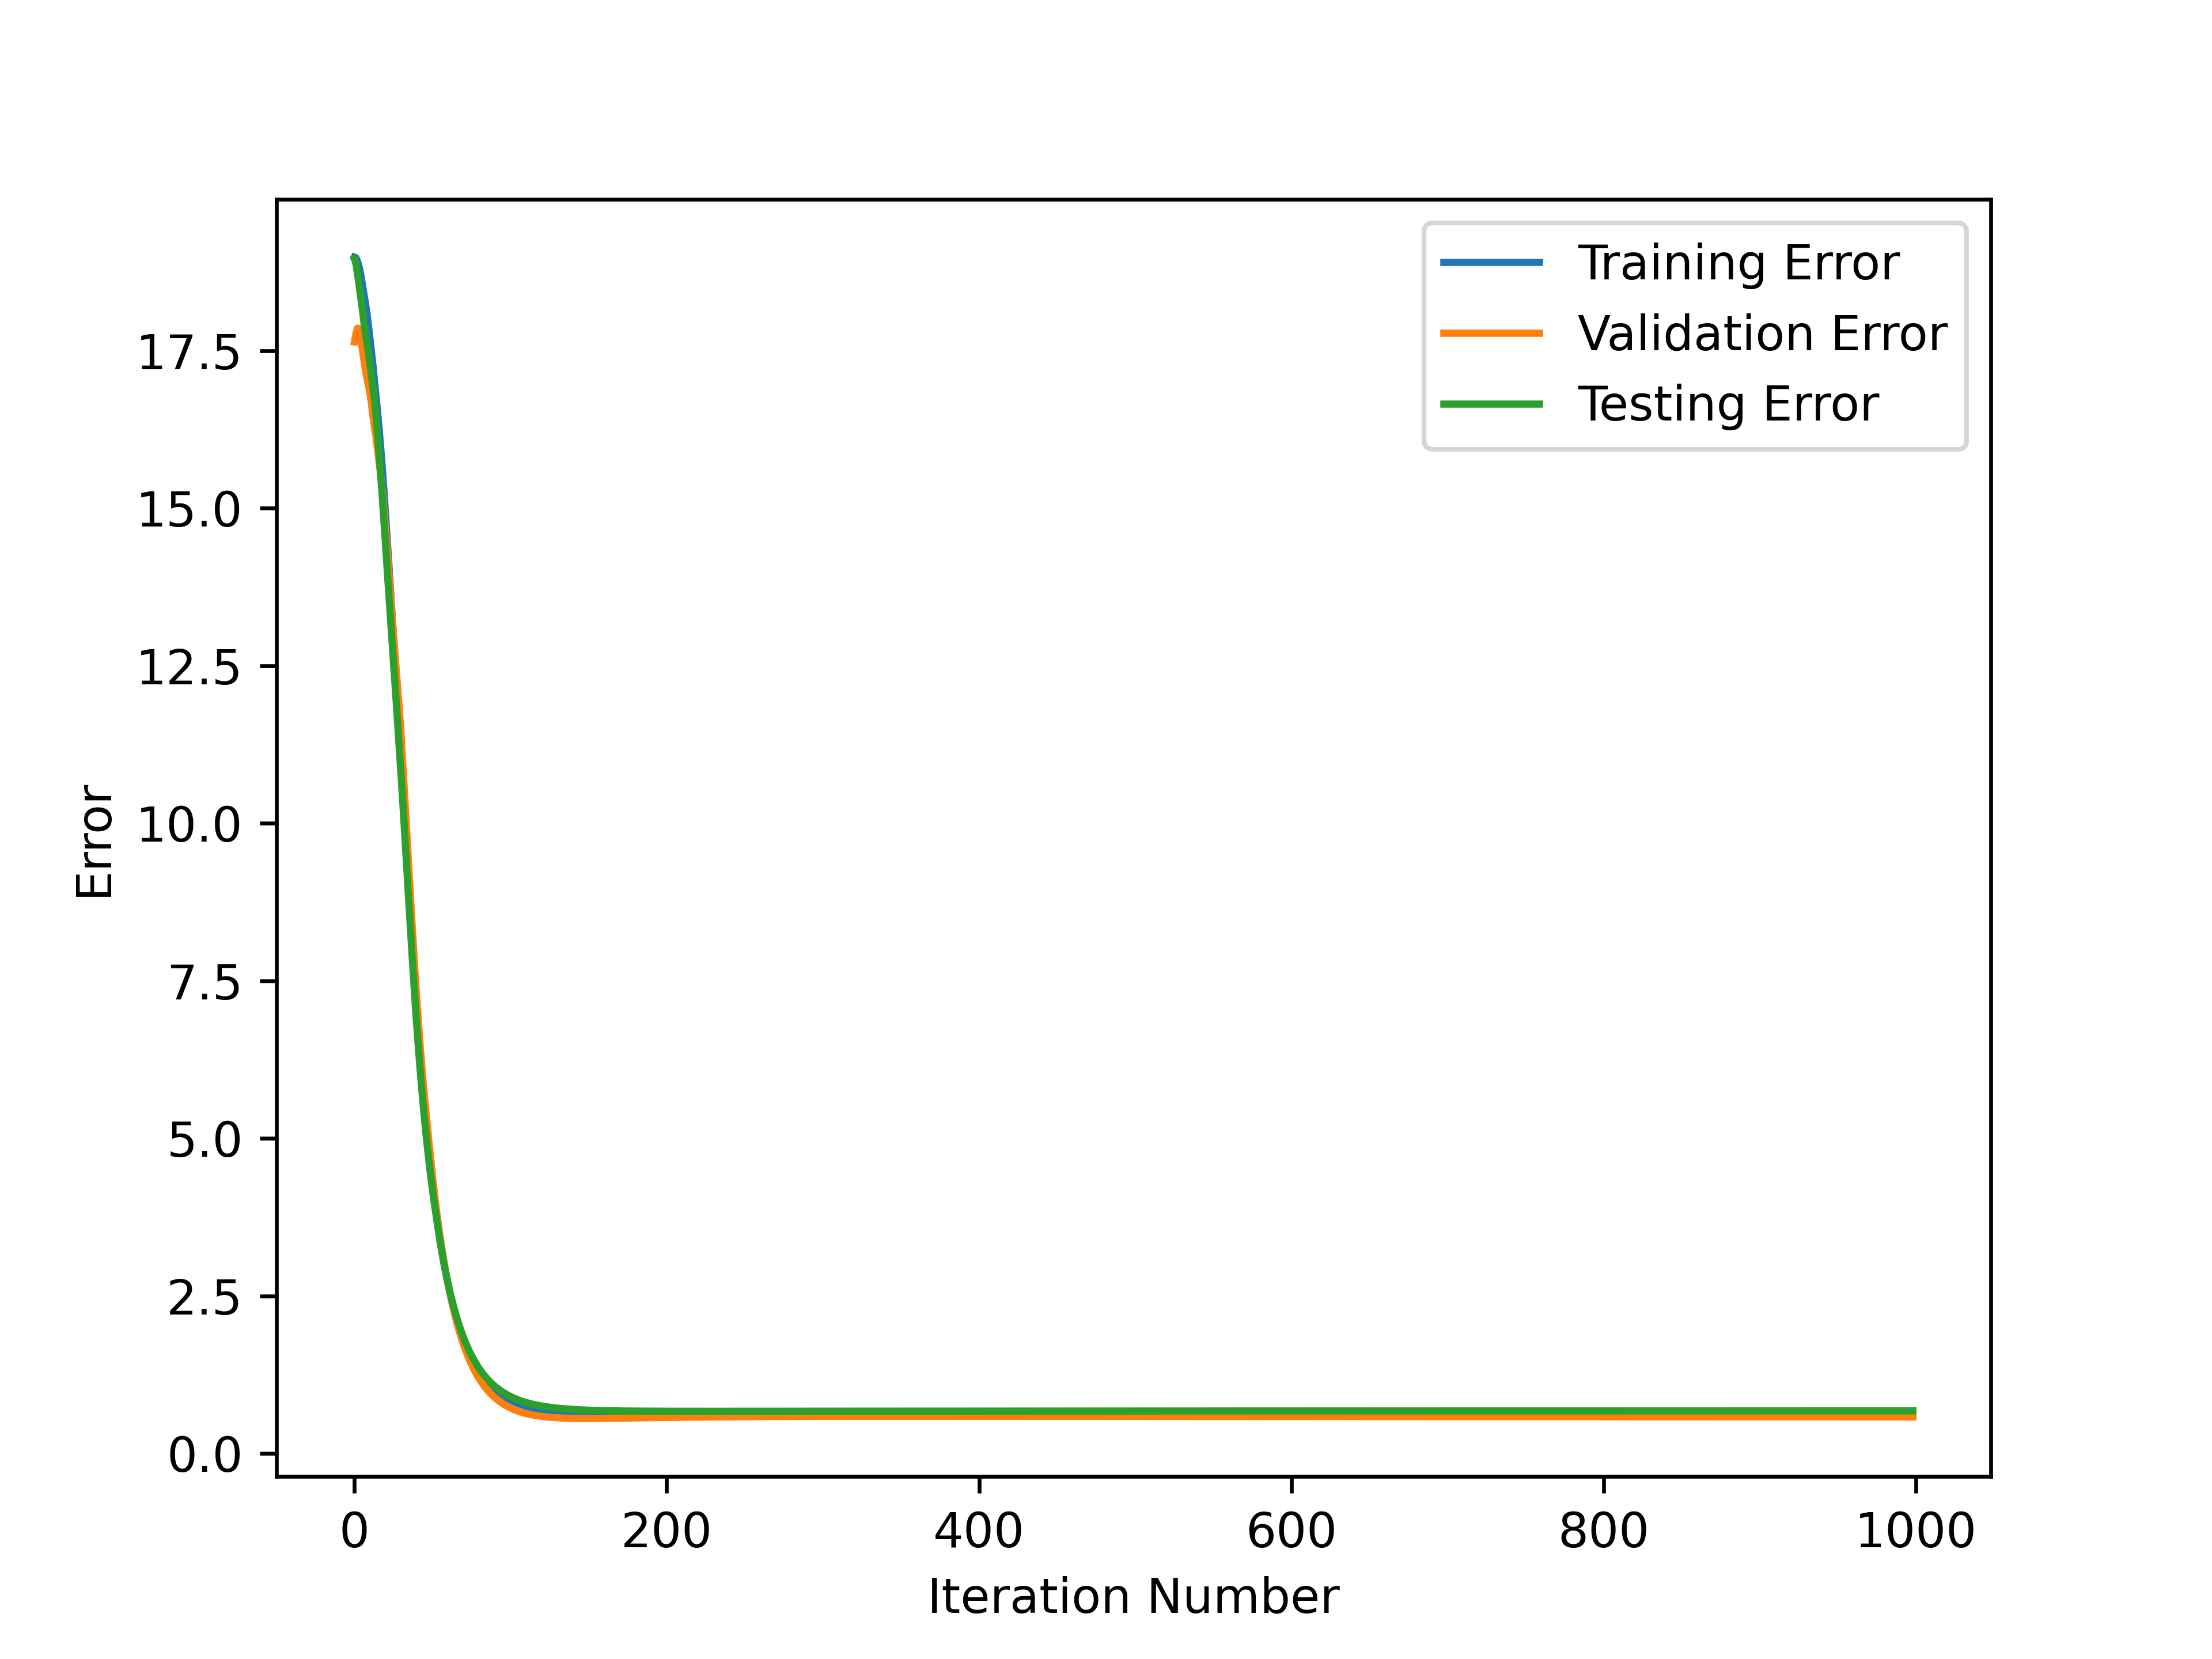 Training Error
Validation Error
Testing Error
17.5
15.0
12.5
10.0
7.5
5.0
2.5
0.0
Error
0 200 400 600 800 1000
Iteration Number